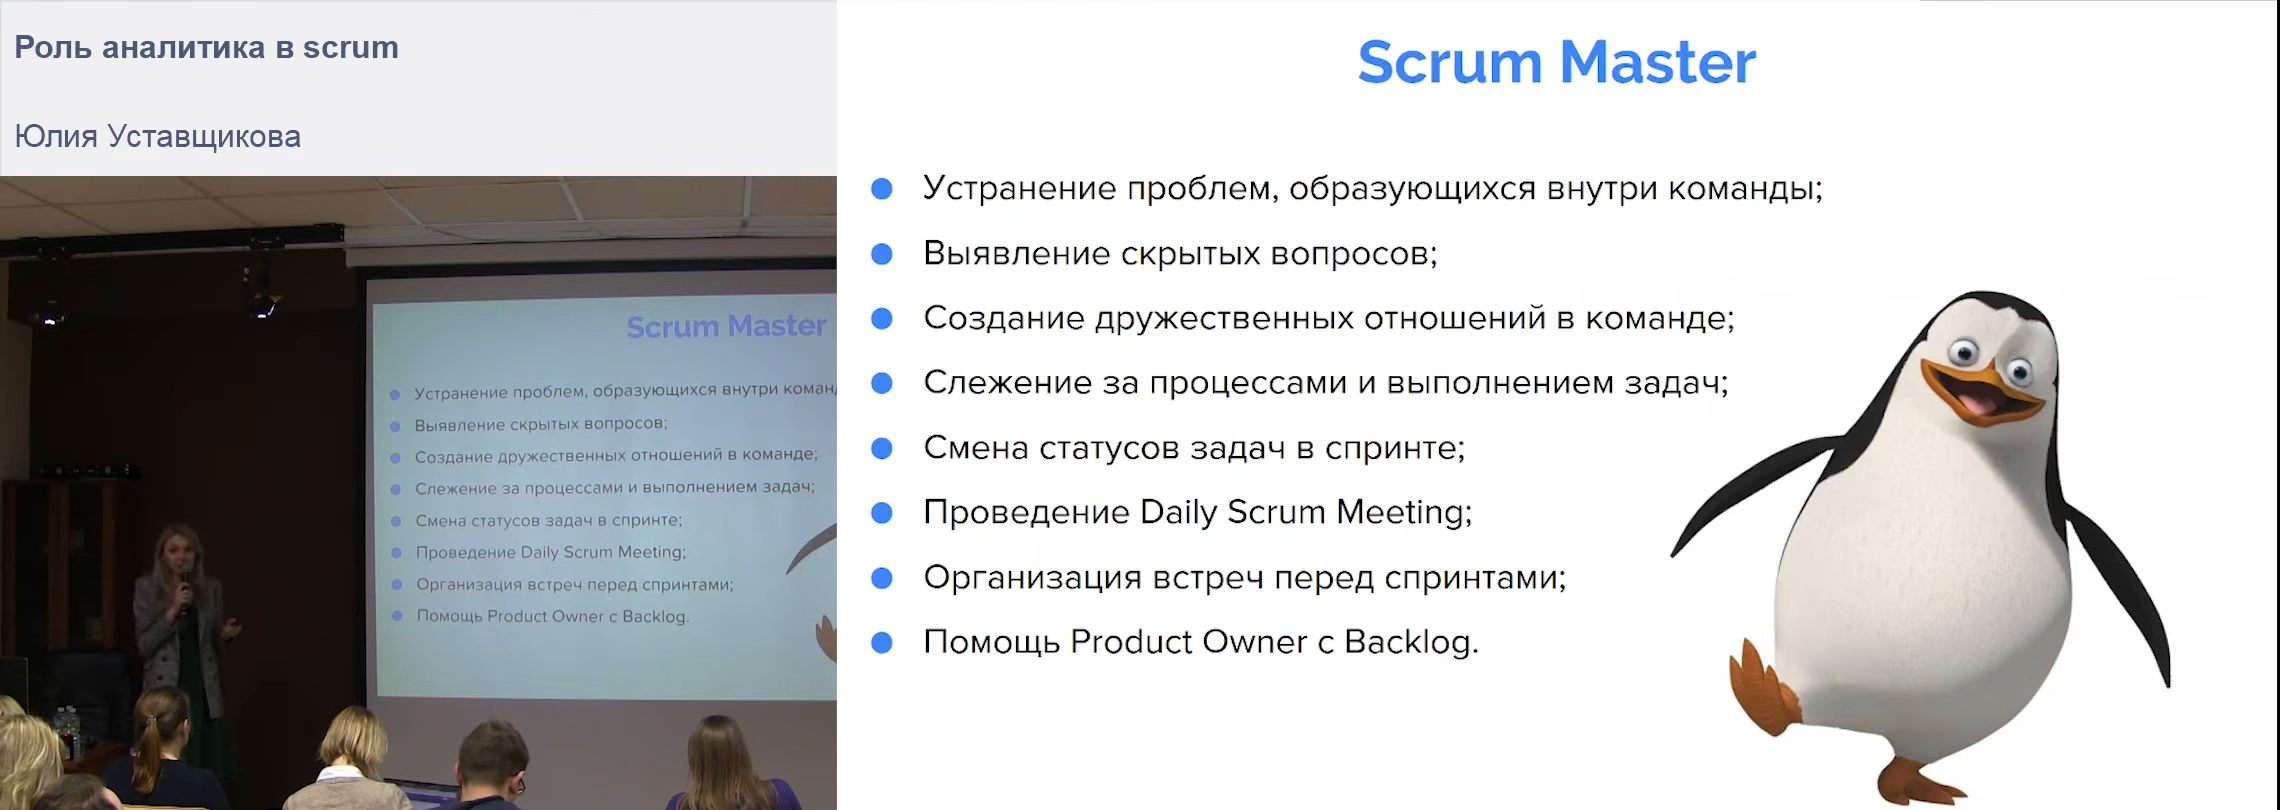 Роль аналитика в scrum
Юлия Уставщикова
Scrum Master
Устранение проблем, образующихся внутри команды;
Выявление скрытых вопросов;
Создание дружественных отношений в команде;
Слежение за процессами и выполнением задач;
Смена статусов задач в спринте;
Проведение Daily Scrum Meeting;
Организация встреч перед спринтами;
Помощь Product Owner с Backlog.
Scrum Master
Устранение проблем, образующихся внутри коман
Выявление скрытых вопросов;
Создание дружественных отношений в команде;
Слежение за процессами и выполнением задач;
Смена статусов задач в спринте;
Проведение Daily Scrum Meeting;
Организация встреч перед спринтами;
Помощь Product Owner с Backlog.